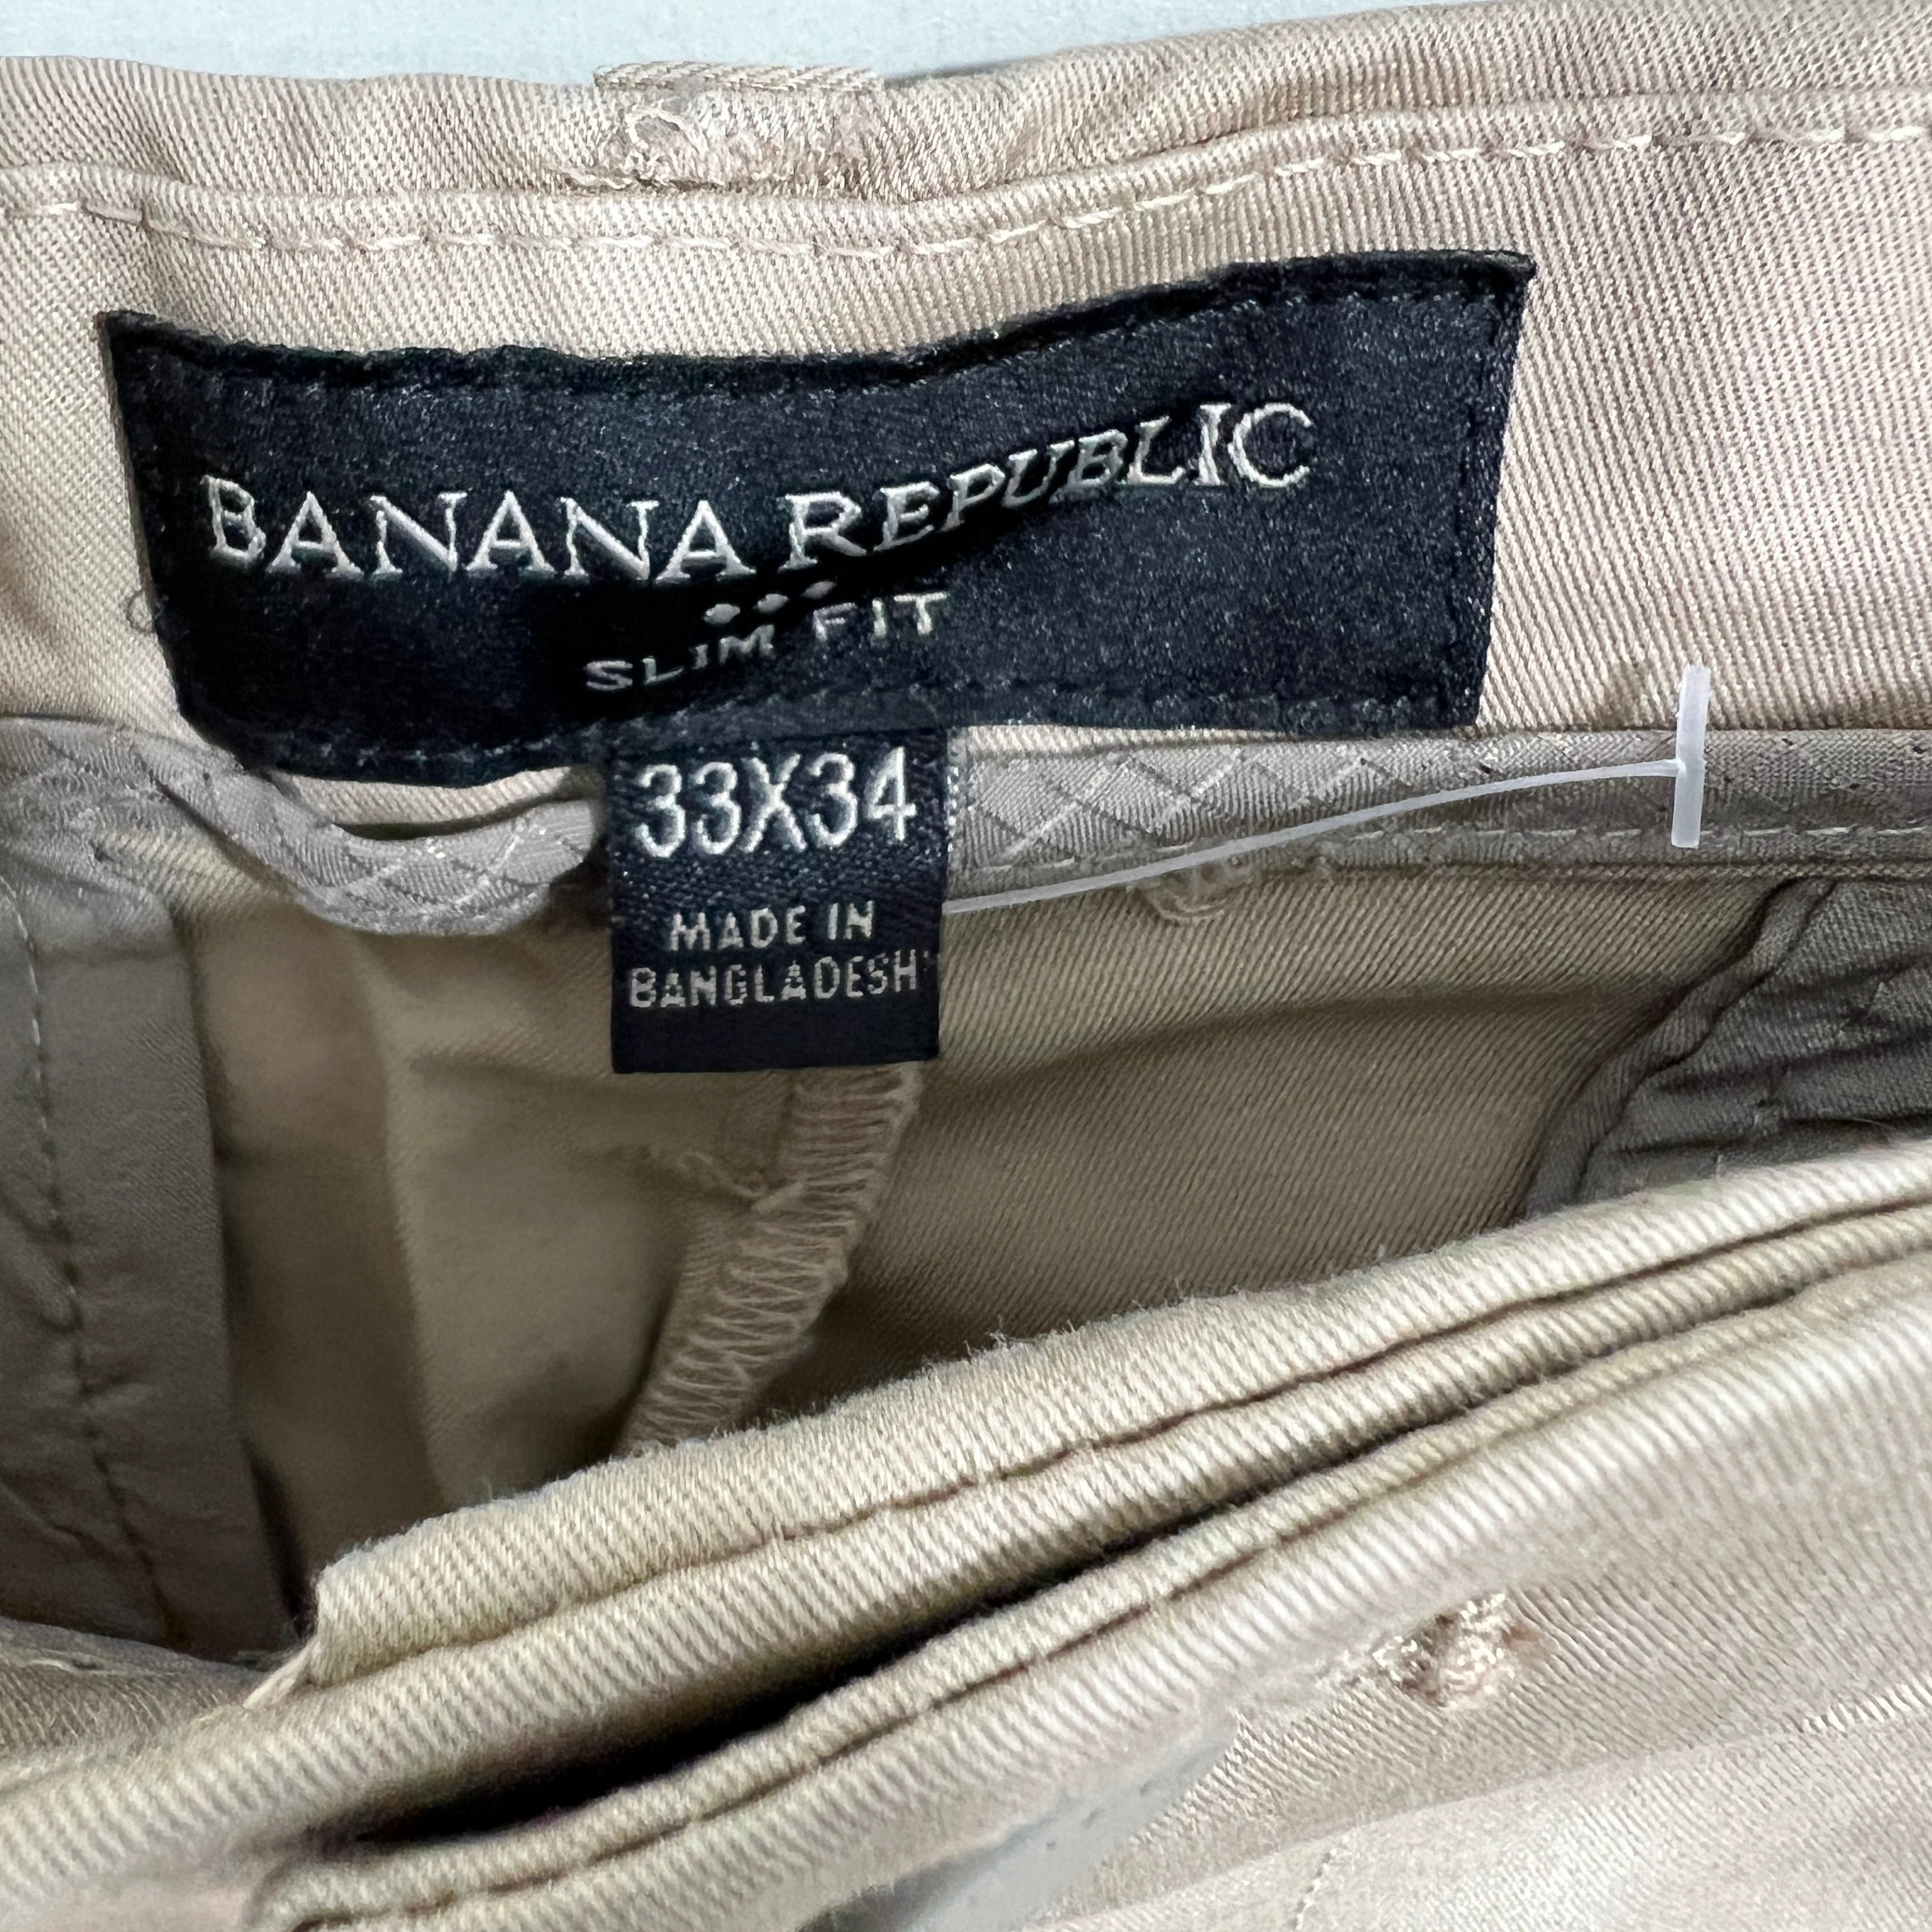 BANANA REPUBLIC
SLIM FIT
33X34
MADE IN
BANGLADESH